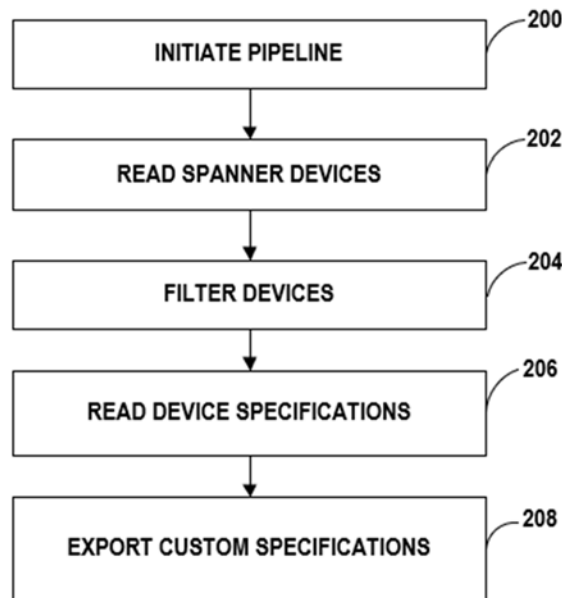 200
INITIATE PIPELINE
202
READ SPANNER DEVICES
204
FILTER DEVICES
206
READ DEVICE SPECIFICATIONS
208
EXPORT CUSTOM SPECIFICATIONS